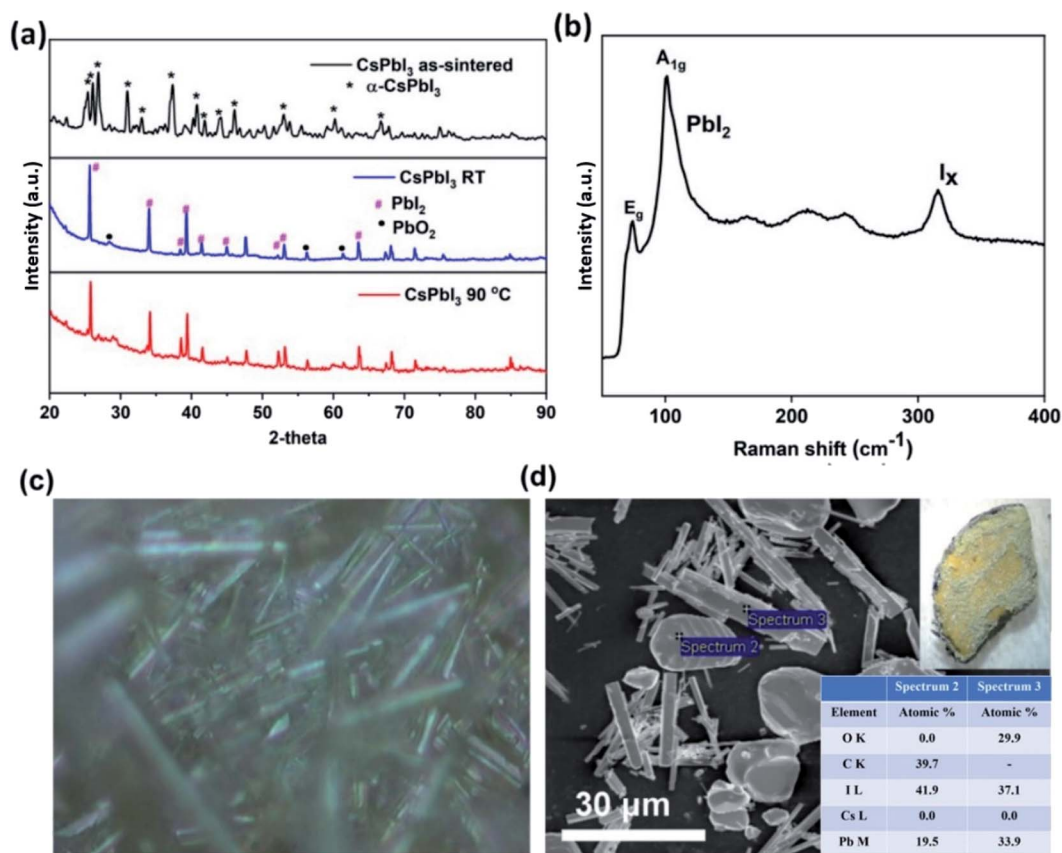 (a)
CsPbI₃ as-sintered
* α-CsPbI₃
CsPbI₃ RT
# PbI₂
• PbO₂
CsPbI₃ 90 °C
Intensity (a.u.)
20 30 40 50 60 70 80 90
2-theta
(b)
A₁g
PbI₂
Eg
Iₓ
Intensity (a.u.)
100 200 300 400
Raman shift (cm⁻¹)
(c)
(d)
Spectrum 3
Spectrum 2
30 µm
Spectrum 2 Spectrum 3
Element Atomic % Atomic %
O K 0.0 29.9
C K 39.7 -
I L 41.9 37.1
Cs L 0.0 0.0
Pb M 19.5 33.9